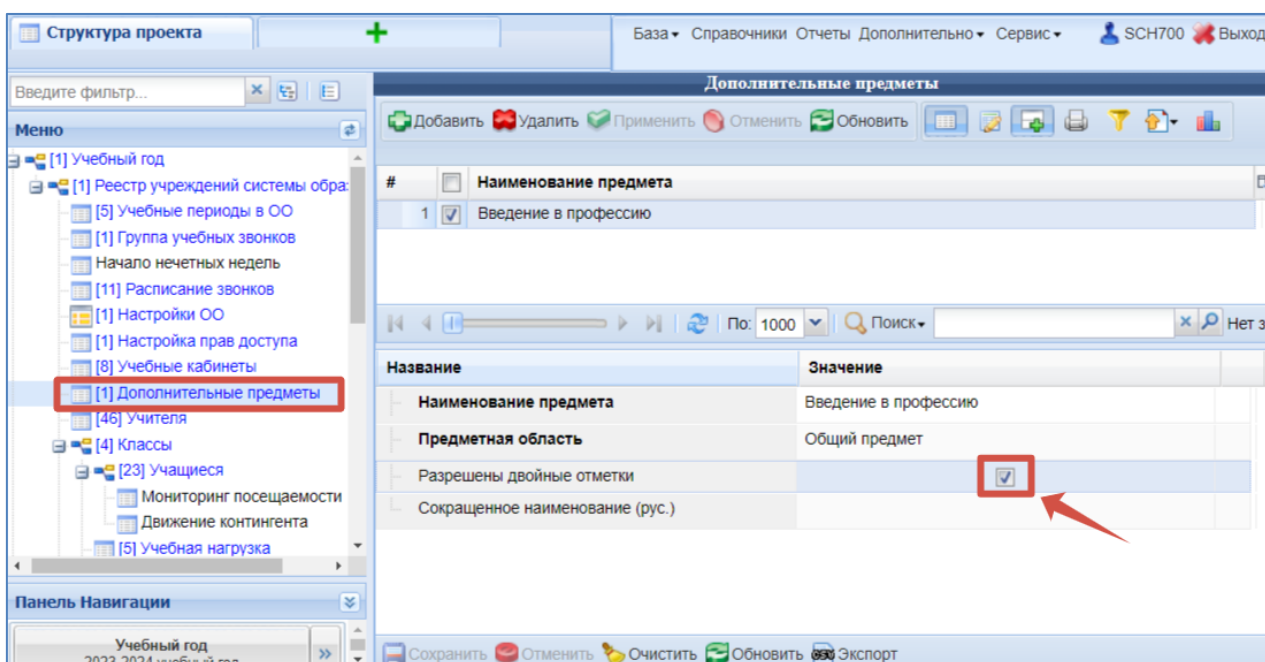 Структура проекта
База Справочники Отчеты Дополнительно Сервис SCH700 Выход
Введите фильтр...
Дополнительные предметы
Меню
Добавить Удалить Применить Отменить Обновить
[1] Учебный год
[1] Реестр учреждений системы обра:
[5] Учебные периоды в ОО
[1] Группа учебных звонков
Начало нечетных недель
[11] Расписание звонков
[1] Настройки ОО
[1] Настройка прав доступа
[8] Учебные кабинеты
[1] Дополнительные предметы
[46] Учителя
[4] Классы
[23] Учащиеся
Мониторинг посещаемости
Движение контингента
[5] Учебная нагрузка
Панель Навигации
Учебный год
2023-2024 учебный год
# Наименование предмета
1 Введение в профессию
По: 1000 Поиск Нет з
Название Значение
Наименование предмета Введение в профессию
Предметная область Общий предмет
Разрешены двойные отметки
Сокращенное наименование (рус.)
Сохранить Отменить Очистить Обновить Экспорт